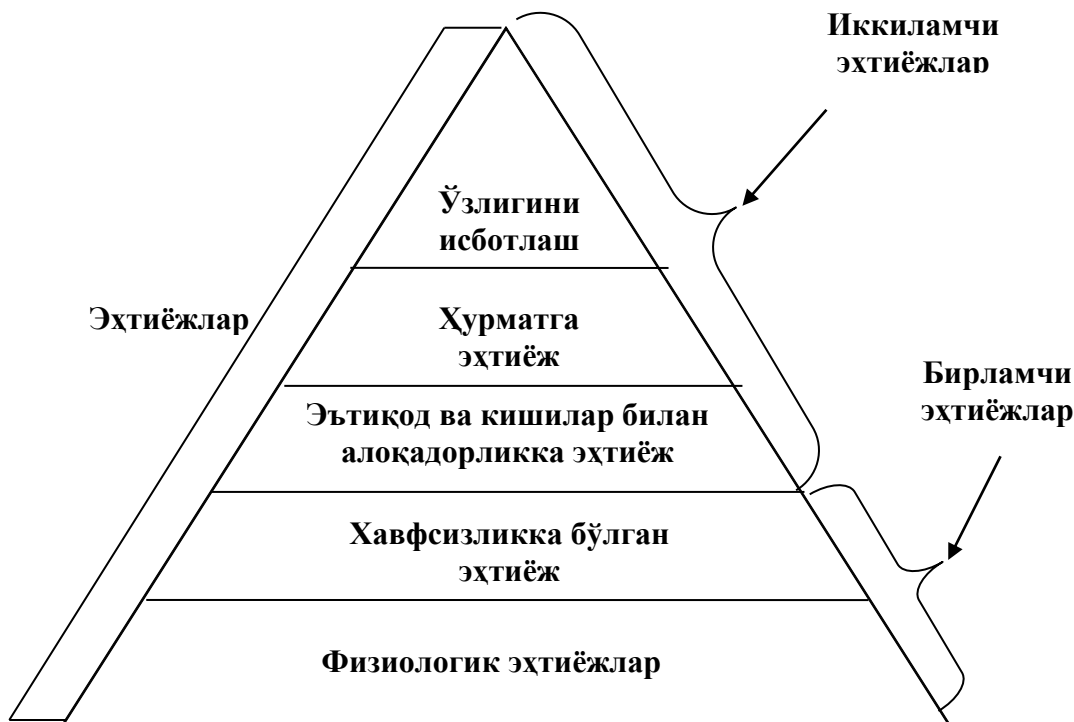 Иккиламчи
эҳтиёжлар
Ўзлигини
исботлаш
Эҳтиёжлар
Ҳурматга
эҳтиёж
Бирламчи
эҳтиёжлар
Эътиқод ва кишилар билан
алоқадорликка эҳтиёж
Хавфсизликка бўлган
эҳтиёж
Физиологик эҳтиёжлар